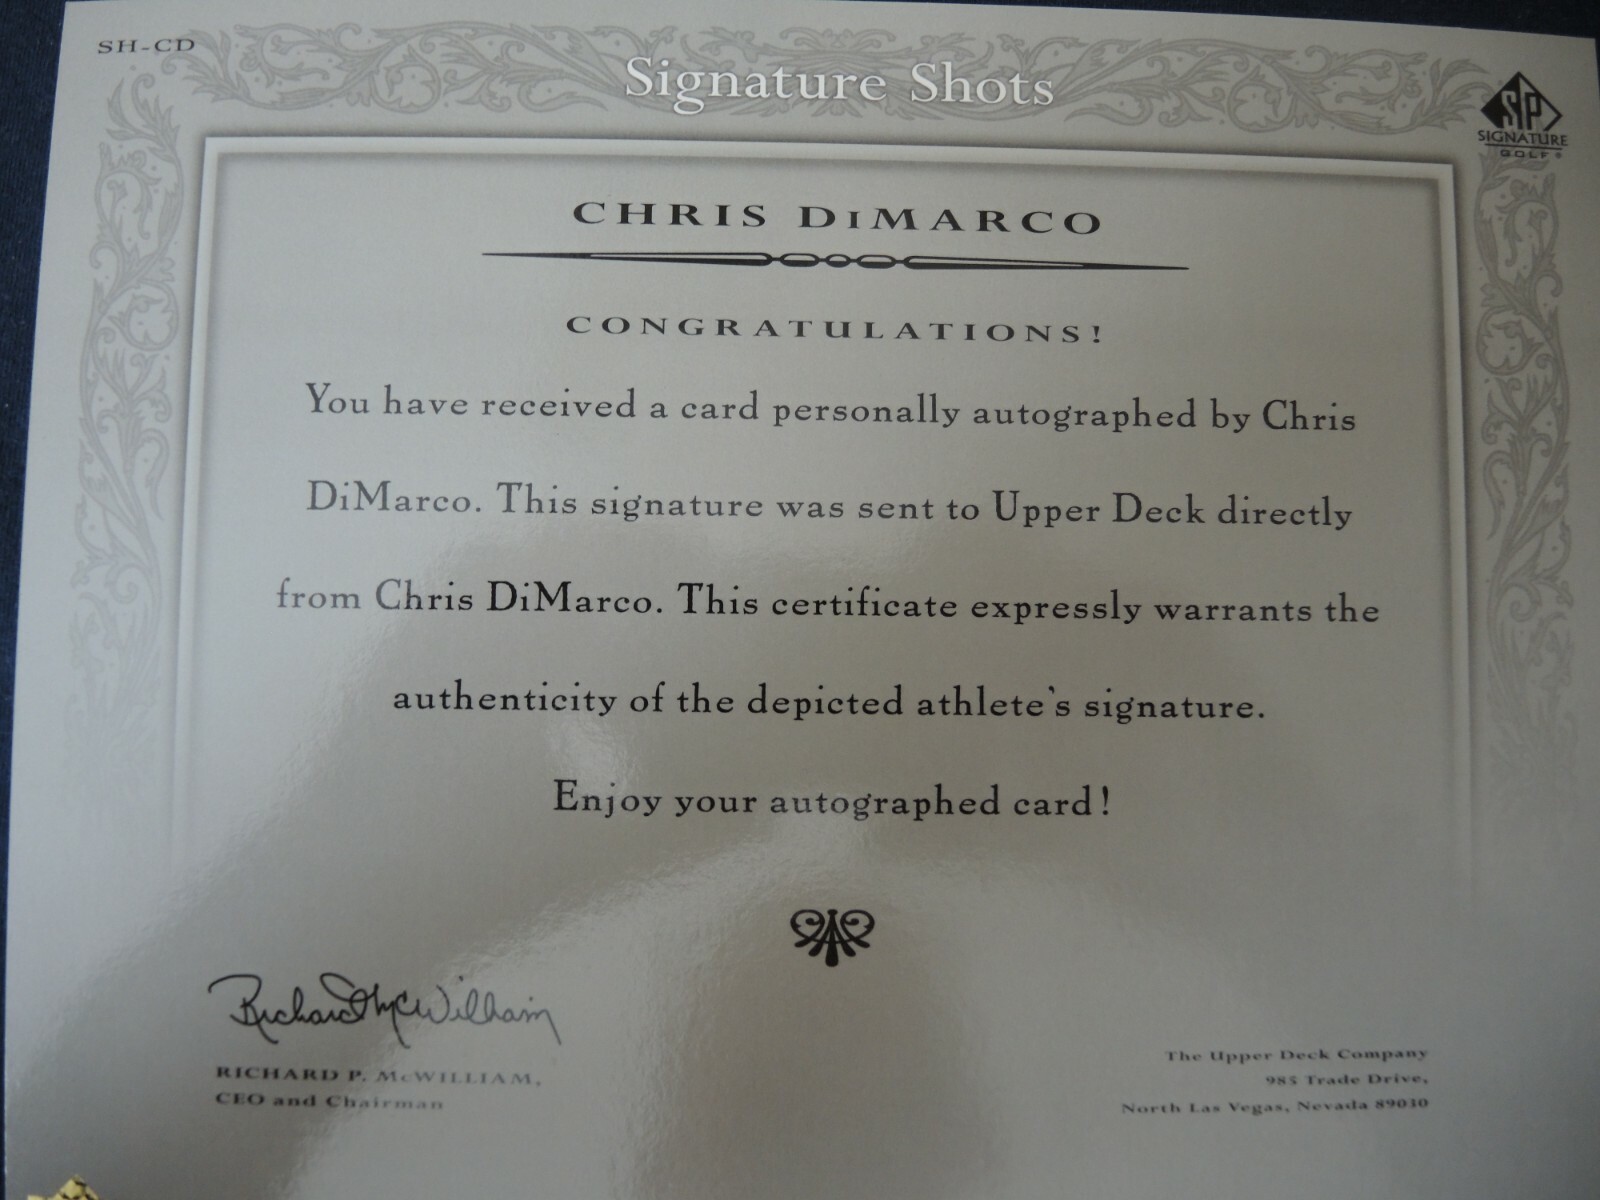 SH-CD
Signature Shots
SP
SIGNATURE
GOLF
CHRIS DiMARCO
CONGRATULATIONS!
You have received a card personally autographed by Chris
DiMarco. This signature was sent to Upper Deck directly
from Chris DiMarco. This certificate expressly warrants the
authenticity of the depicted athlete's signature.
Enjoy your autographed card!
Richard McWilliam
RICHARD P. McWILLIAM,
CEO and Chairman
The Upper Deck Company
985 Trade Drive,
North Las Vegas, Nevada 89030